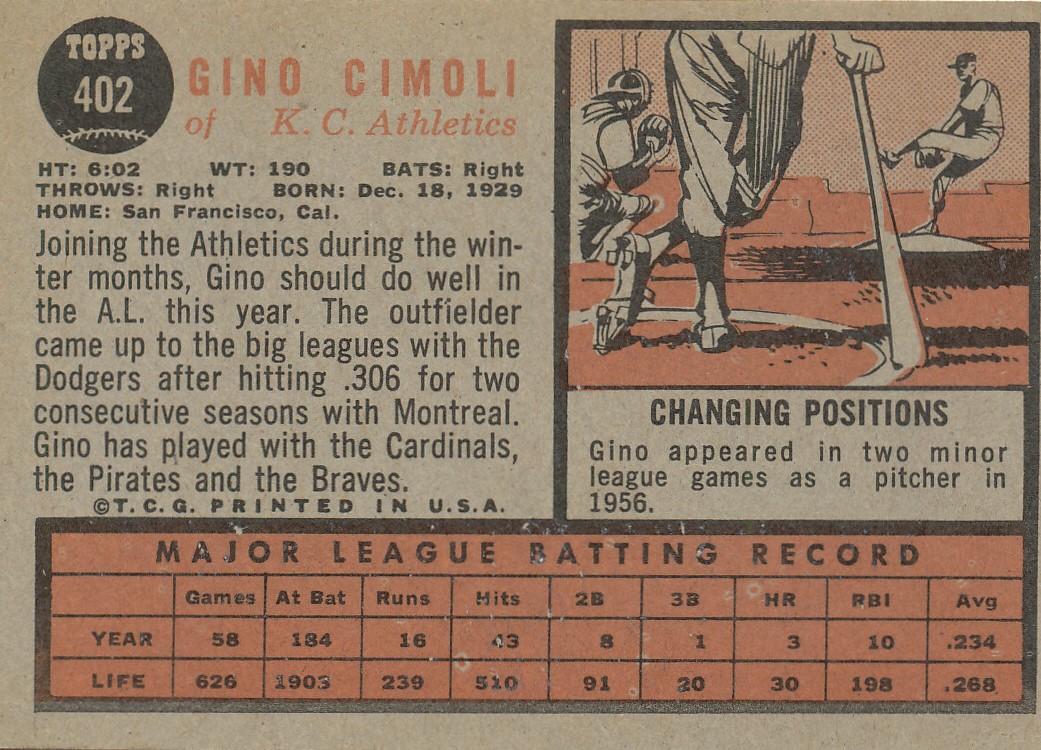 TOPPS
402
GINO CIMOLI
of K. C. Athletics
HT: 6:02 WT: 190 BATS: Right
THROWS: Right BORN: Dec. 18, 1929
HOME: San Francisco, Cal.
Joining the Athletics during the win-
ter months, Gino should do well in
the A.L. this year. The outfielder
came up to the big leagues with the
Dodgers after hitting .306 for two
consecutive seasons with Montreal.
Gino has played with the Cardinals,
the Pirates and the Braves.
©T.C.G. PRINTED IN U.S.A.
CHANGING POSITIONS
Gino appeared in two minor
league games as a pitcher in
1956.
MAJOR LEAGUE BATTING RECORD
Games At Bat Runs Hits 2B 3B HR RBI Avg
YEAR 58 184 16 43 8 1 3 10 .234
LIFE 626 1903 239 510 91 20 30 198 .268